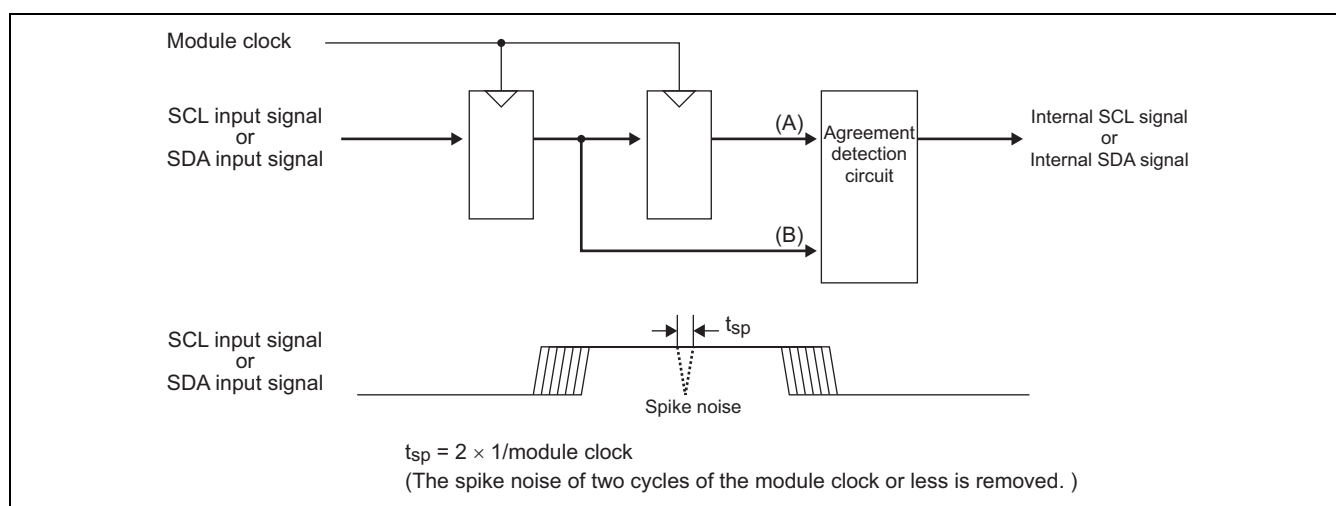 Module clock
SCL input signal
or
SDA input signal
(A)
(B)
Agreement
detection
circuit
Internal SCL signal
or
Internal SDA signal
SCL input signal
or
SDA input signal
tsp
Spike noise
tsp = 2 × 1/module clock
(The spike noise of two cycles of the module clock or less is removed. )